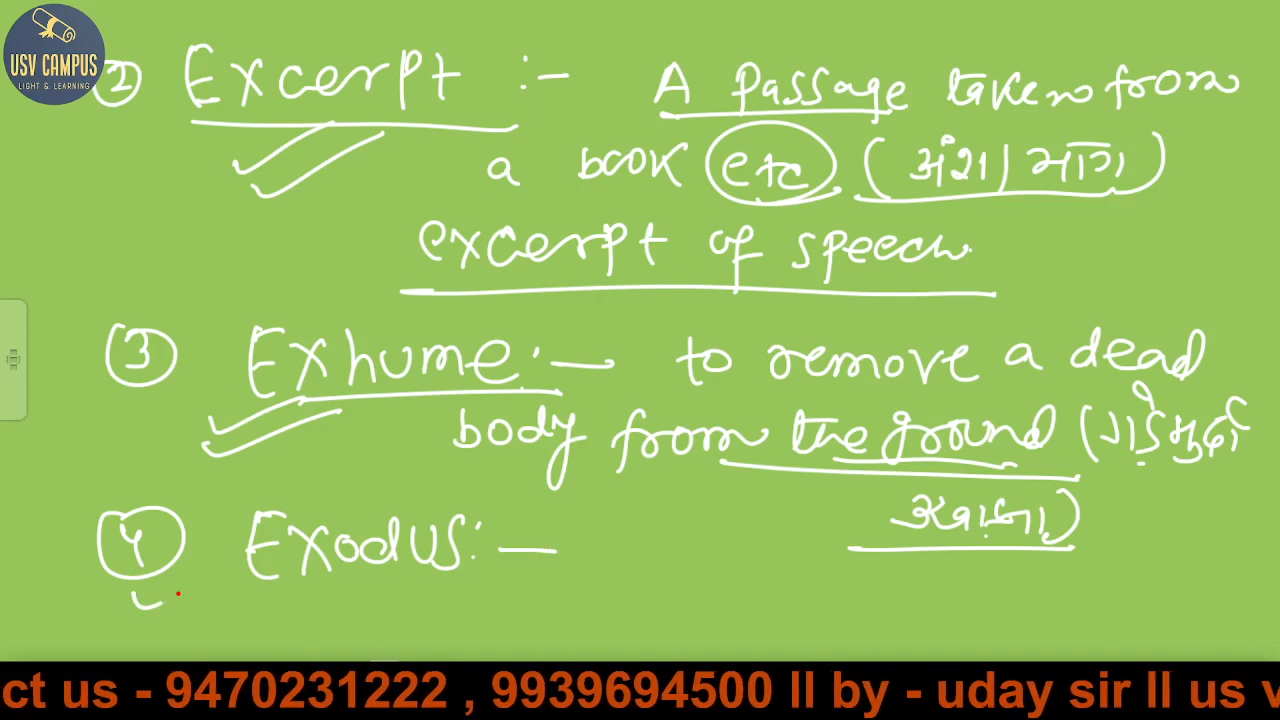 USV CAMPUS
LIGHT & LEARNING
② Excerpt :- A passage taken from
a book etc (अंश/भाग)
excerpt of speech
③ Exhume :- to remove a dead
body from the ground (गड़े मुर्दे
उखाड़ना)
④ Exodus :-
ct us - 9470231222 , 9939694500 ll by - uday sir ll us v